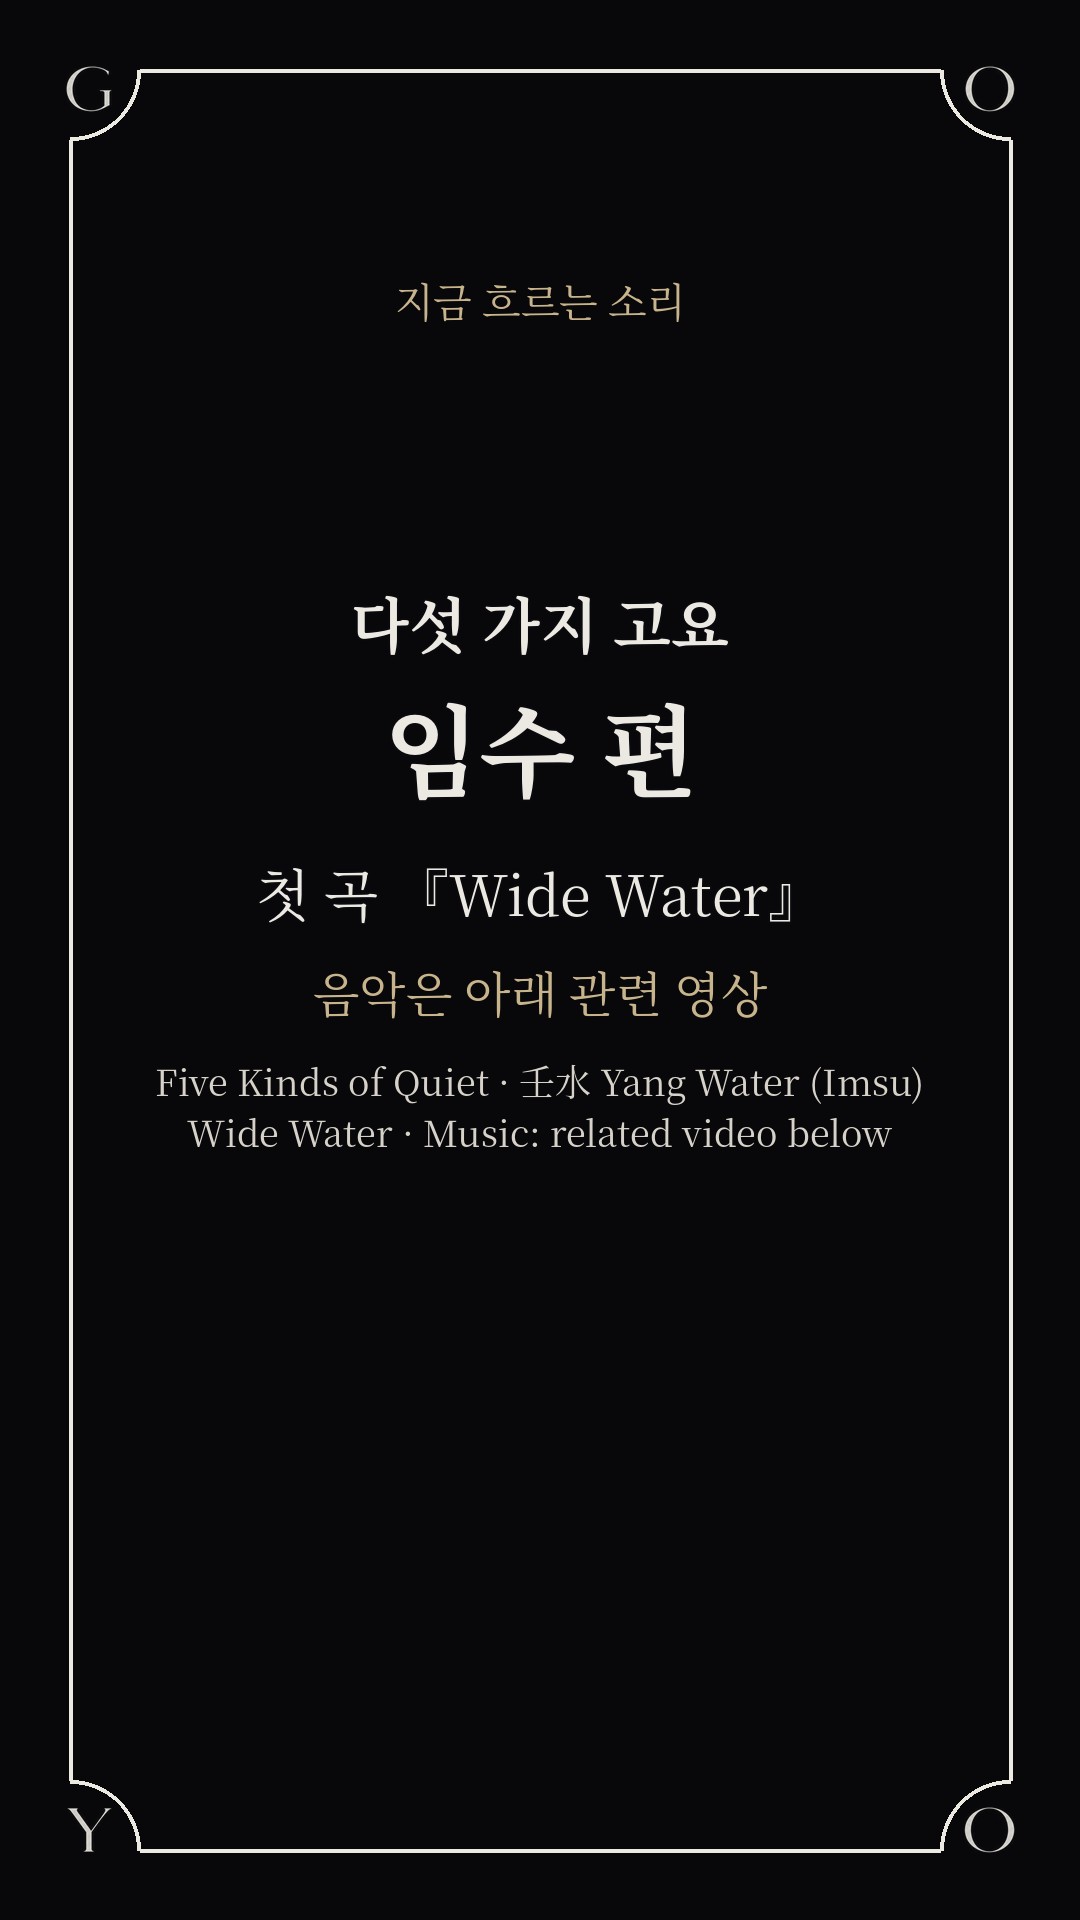 G O
지금 흐르는 소리
다섯 가지 고요
임수 편
첫 곡 『Wide Water』
음악은 아래 관련 영상
Five Kinds of Quiet · 壬水 Yang Water (Imsu)
Wide Water · Music: related video below
Y O